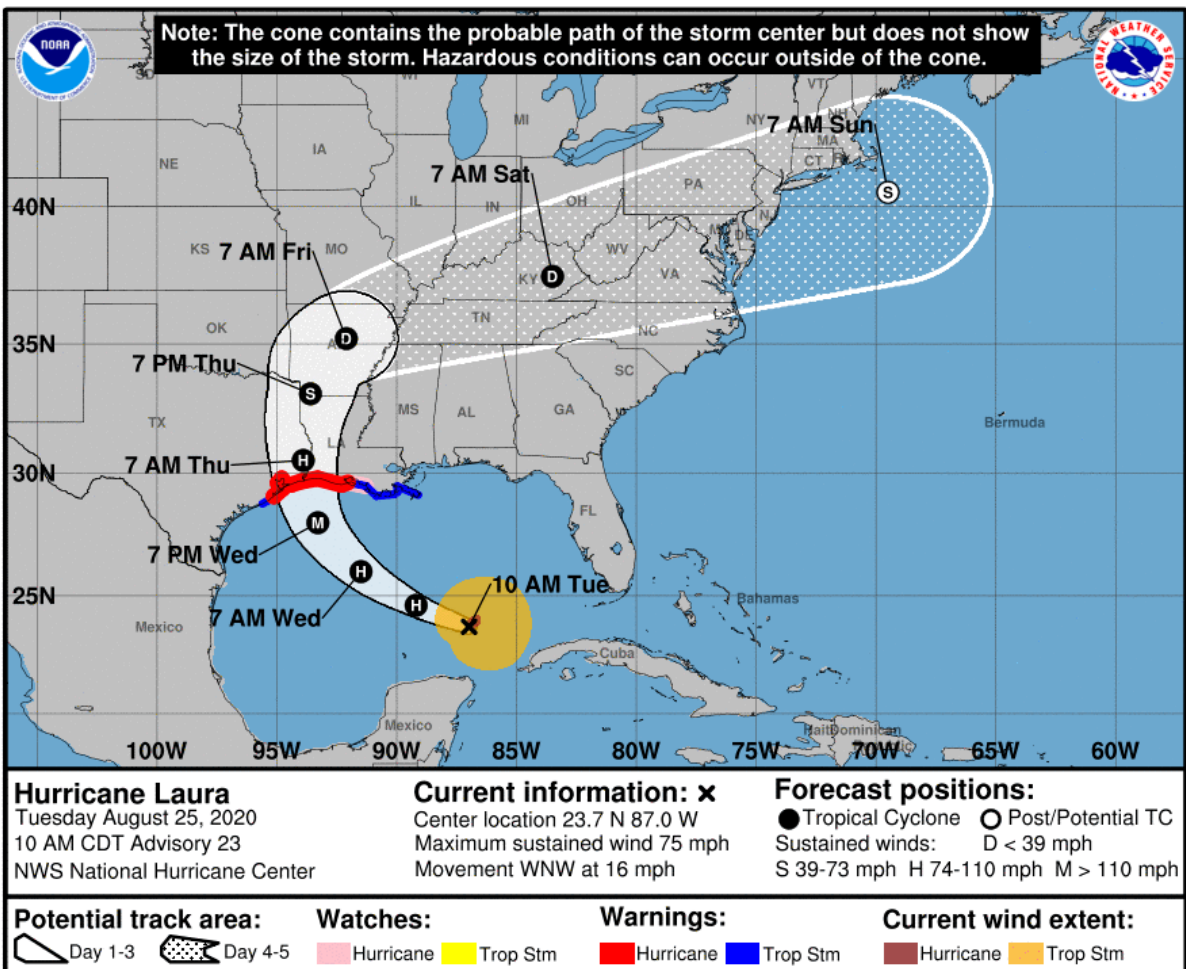 Note: The cone contains the probable path of the storm center but does not show
the size of the storm. Hazardous conditions can occur outside of the cone.
NOAA
NATIONAL WEATHER SERVICE
WI
VT
NH
MI
NY
7 AM Sun
MA
NE
IA
CT
7 AM Sat
PA
S
40N
IL
IN
OH
NJ
DE
KS
7 AM Fri
MO
WV
KY
D
VA
TN
OK
NC
35N
D
7 PM Thu
SC
S
MS
AL
GA
TX
Bermuda
LA
7 AM Thu
H
30N
FL
M
7 PM Wed
H
10 AM Tue
25N
H
Bahamas
7 AM Wed
Mexico
Cuba
Mexico
100W 95W 90W 85W 80W 75W 70W 65W 60W
Hurricane Laura
Tuesday August 25, 2020
10 AM CDT Advisory 23
NWS National Hurricane Center
Current information: ×
Center location 23.7 N 87.0 W
Maximum sustained wind 75 mph
Movement WNW at 16 mph
Forecast positions:
Tropical Cyclone Post/Potential TC
Sustained winds: D < 39 mph
S 39-73 mph H 74-110 mph M > 110 mph
Potential track area:
Day 1-3 Day 4-5
Watches:
Hurricane Trop Stm
Warnings:
Hurricane Trop Stm
Current wind extent:
Hurricane Trop Stm